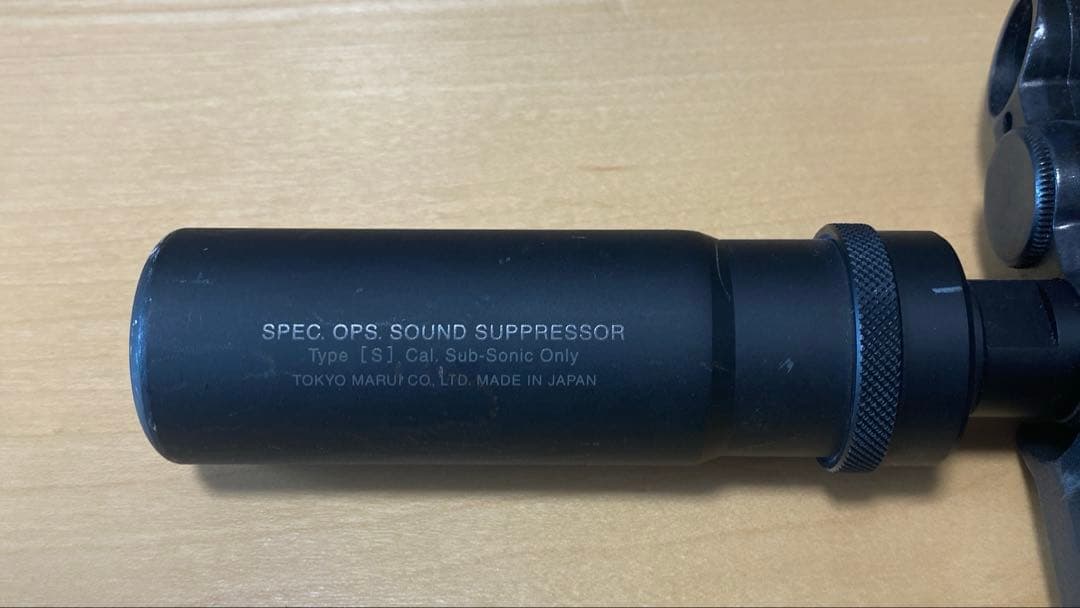 SPEC. OPS. SOUND SUPPRESSOR
Type [S] Cal. Sub-Sonic Only
TOKYO MARUI CO., LTD. MADE IN JAPAN